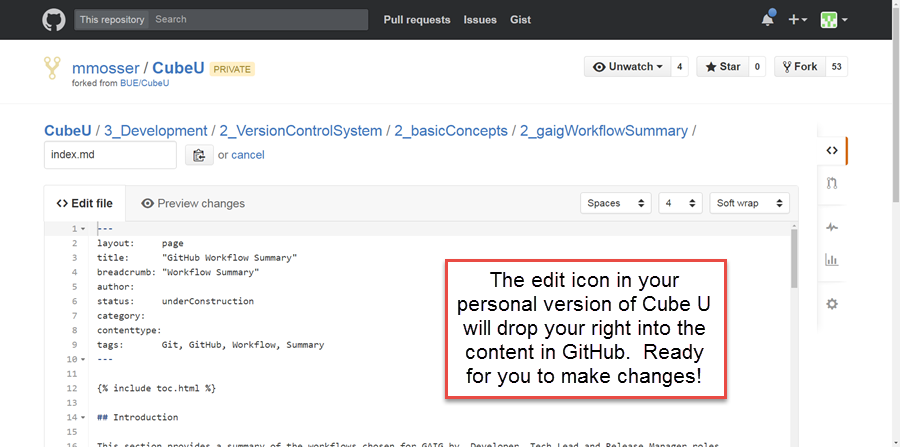 This repository Search Pull requests Issues Gist
mmosser / CubeU PRIVATE
forked from BUE/CubeU
Unwatch 4 Star 0 Fork 53
CubeU / 3_Development / 2_VersionControlSystem / 2_basicConcepts / 2_gaigWorkflowSummary /
index.md or cancel
Edit file Preview changes Spaces 4 Soft wrap
1 ---
2 layout: page
3 title: "GitHub Workflow Summary"
4 breadcrumb: "Workflow Summary"
5 author:
6 status: underConstruction
7 category:
8 contenttype:
9 tags: Git, GitHub, Workflow, Summary
10 ---
11
12 {% include toc.html %}
13
14 ## Introduction
15
16 This section provides a summary of the workflows chosen for GAIG by Developer, Tech Lead and Release Manager roles
The edit icon in your
personal version of Cube U
will drop your right into the
content in GitHub. Ready
for you to make changes!